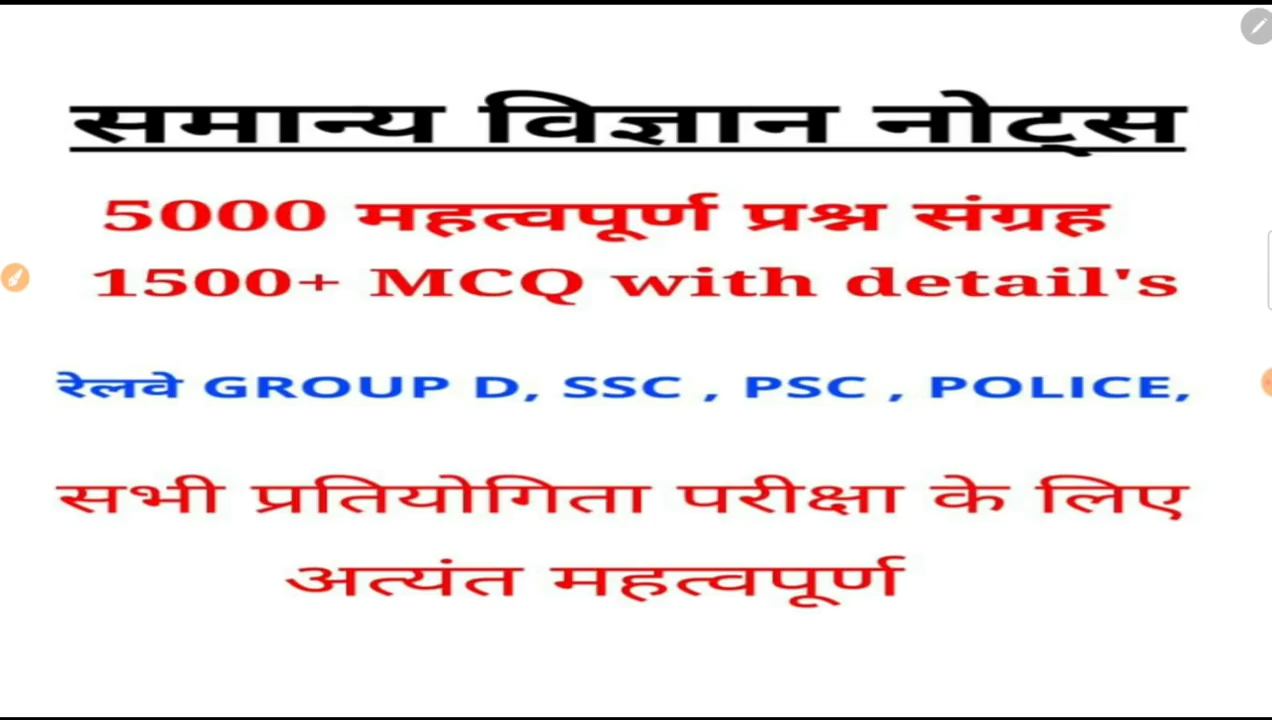 समान्य विज्ञान नोट्स
5000 महत्वपूर्ण प्रश्न संग्रह
1500+ MCQ with detail's
रेलवे GROUP D, SSC , PSC , POLICE,
सभी प्रतियोगिता परीक्षा के लिए
अत्यंत महत्वपूर्ण